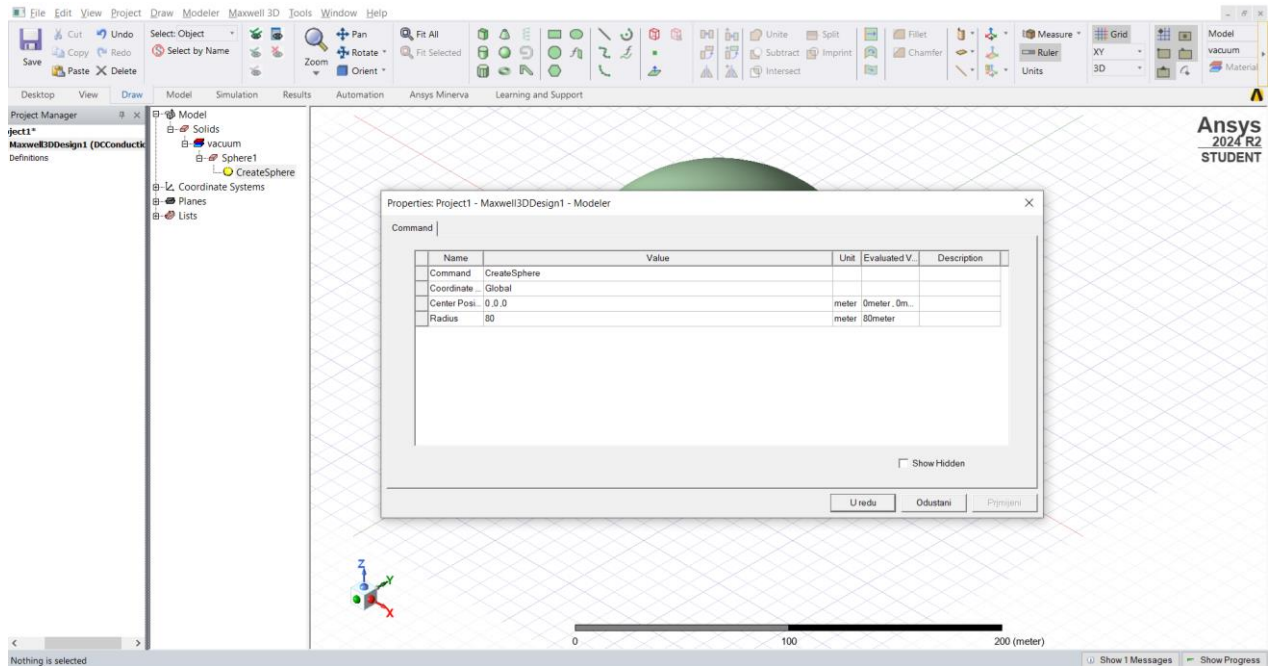 File Edit View Project Draw Modeler Maxwell 3D Tools Window Help
Save
Cut
Copy
Paste
Undo
Redo
Delete
Select: Object
Select by Name
Zoom
Pan
Rotate
Orient
Fit All
Fit Selected
Unite
Subtract
Intersect
Split
Imprint
Fillet
Chamfer
Measure
Ruler
Units
Grid
XY
3D
Model
vacuum
Material
Desktop View Draw Model Simulation Results Automation Ansys Minerva Learning and Support
Project Manager
ject1*
Maxwell3DDesign1 (DCConductic
Definitions
Model
Solids
vacuum
Sphere1
CreateSphere
Coordinate Systems
Planes
Lists
Ansys
2024 R2
STUDENT
Properties: Project1 - Maxwell3DDesign1 - Modeler
Command
Name Value Unit Evaluated V... Description
Command CreateSphere
Coordinate ... Global
Center Posi... 0 ,0 ,0 meter 0meter , 0m...
Radius 80 meter 80meter
Show Hidden
U redu Odustani Primijeni
Z
Y
X
0 100 200 (meter)
Nothing is selected
Show 1 Messages Show Progress